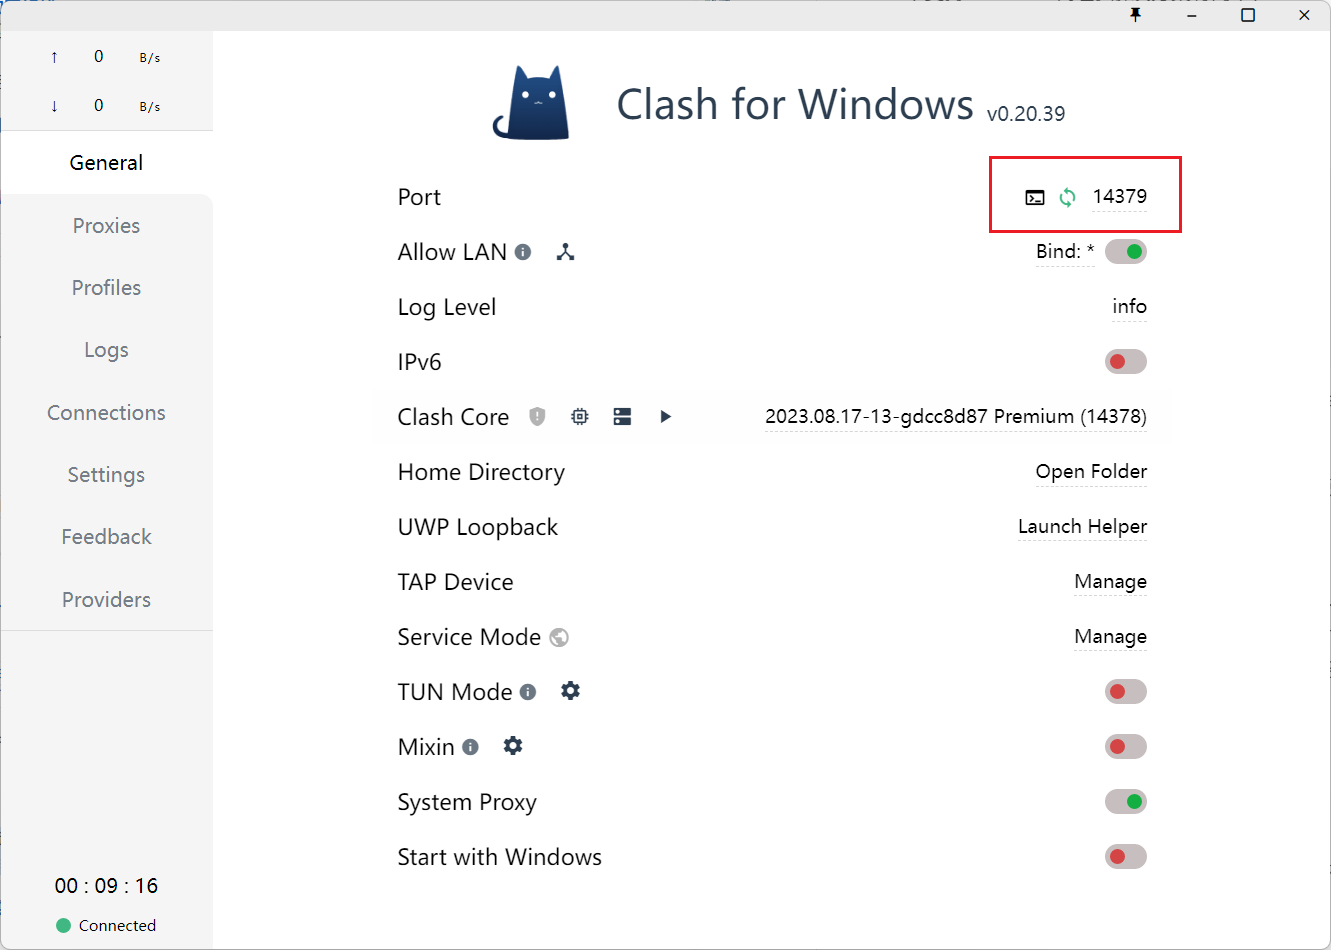 ↑ 0 B/s
↓ 0 B/s
General
Proxies
Profiles
Logs
Connections
Settings
Feedback
Providers
00 : 09 : 16
Connected
Clash for Windows v0.20.39
Port 14379
Allow LAN Bind: *
Log Level info
IPv6
Clash Core 2023.08.17-13-gdcc8d87 Premium (14378)
Home Directory Open Folder
UWP Loopback Launch Helper
TAP Device Manage
Service Mode Manage
TUN Mode
Mixin
System Proxy
Start with Windows